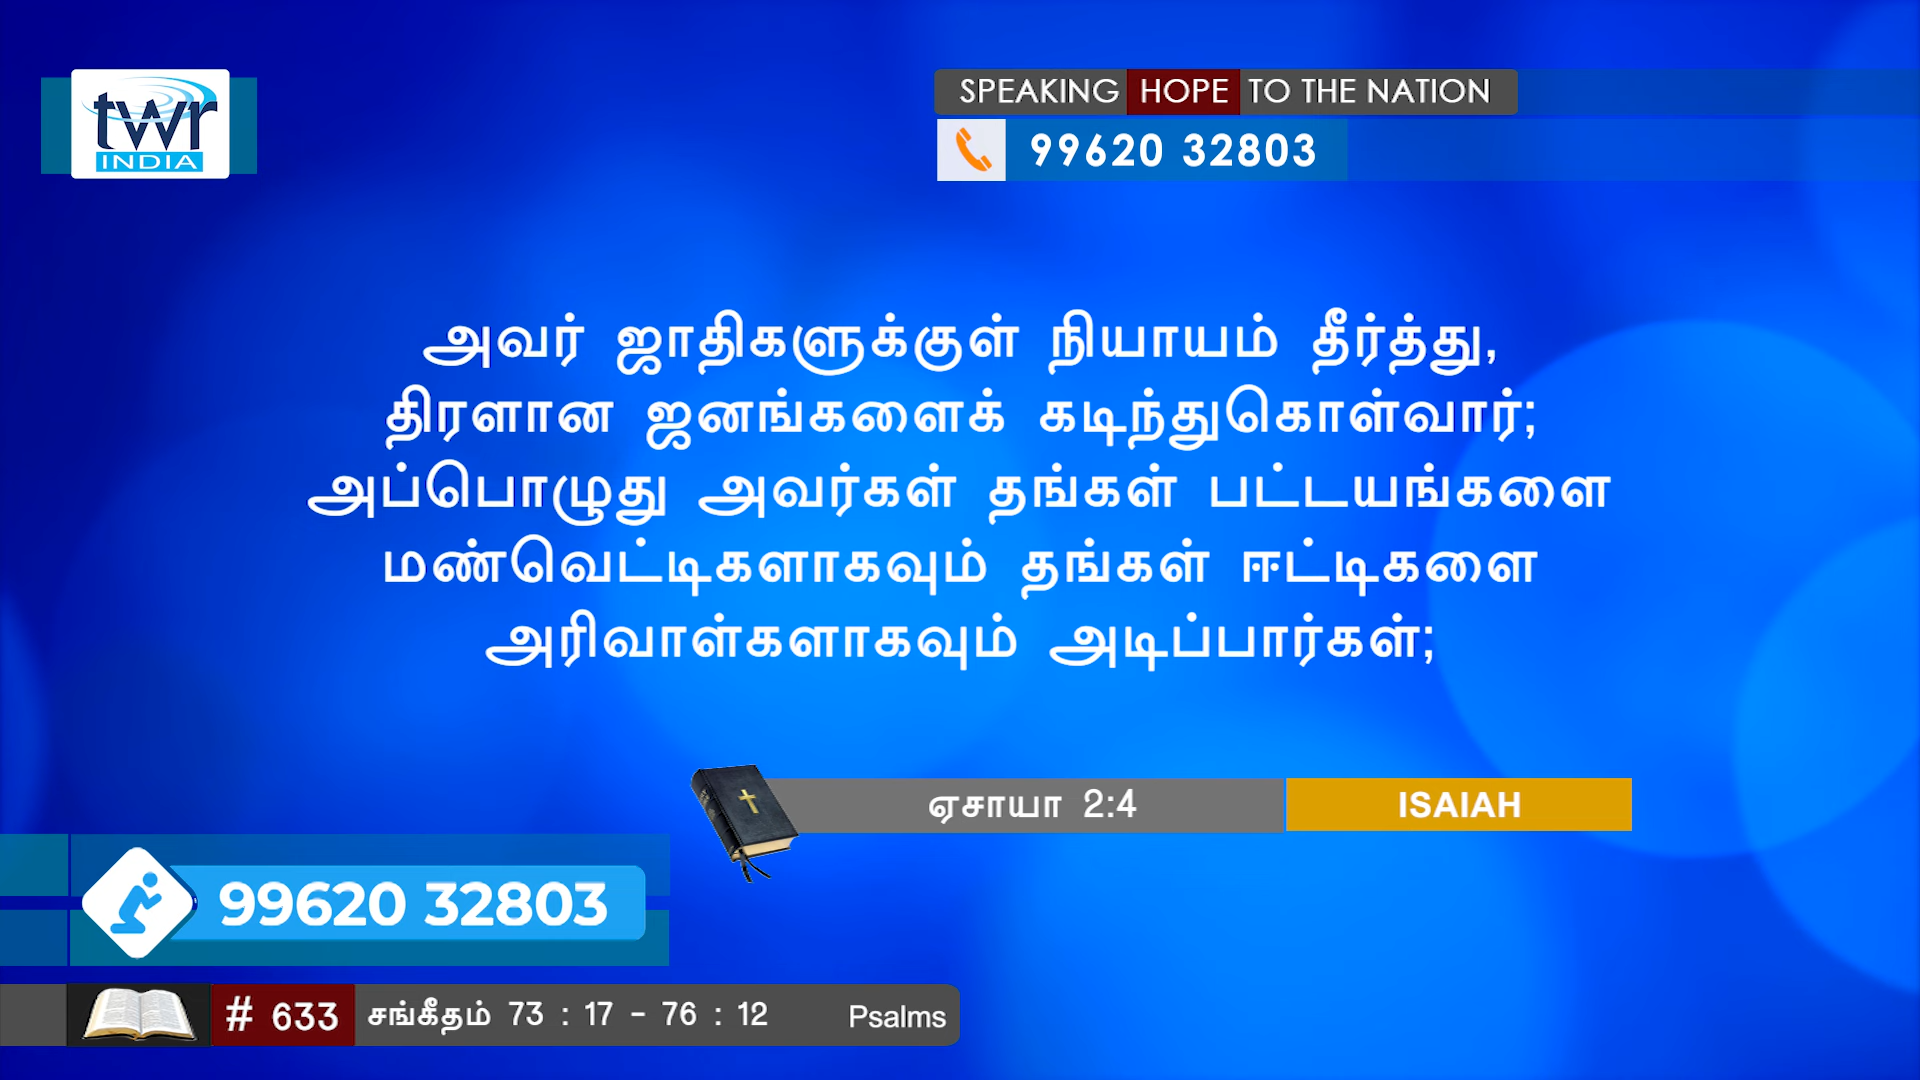 twr
INDIA
SPEAKING HOPE TO THE NATION
99620 32803
அவர் ஜாதிகளுக்குள் நியாயம் தீர்த்து,
திரளான ஜனங்களைக் கடிந்துகொள்வார்;
அப்பொழுது அவர்கள் தங்கள் பட்டயங்களை
மண்வெட்டிகளாகவும் தங்கள் ஈட்டிகளை
அரிவாள்களாகவும் அடிப்பார்கள்;
ஏசாயா 2:4 ISAIAH
99620 32803
# 633 சங்கீதம் 73 : 17 - 76 : 12 Psalms